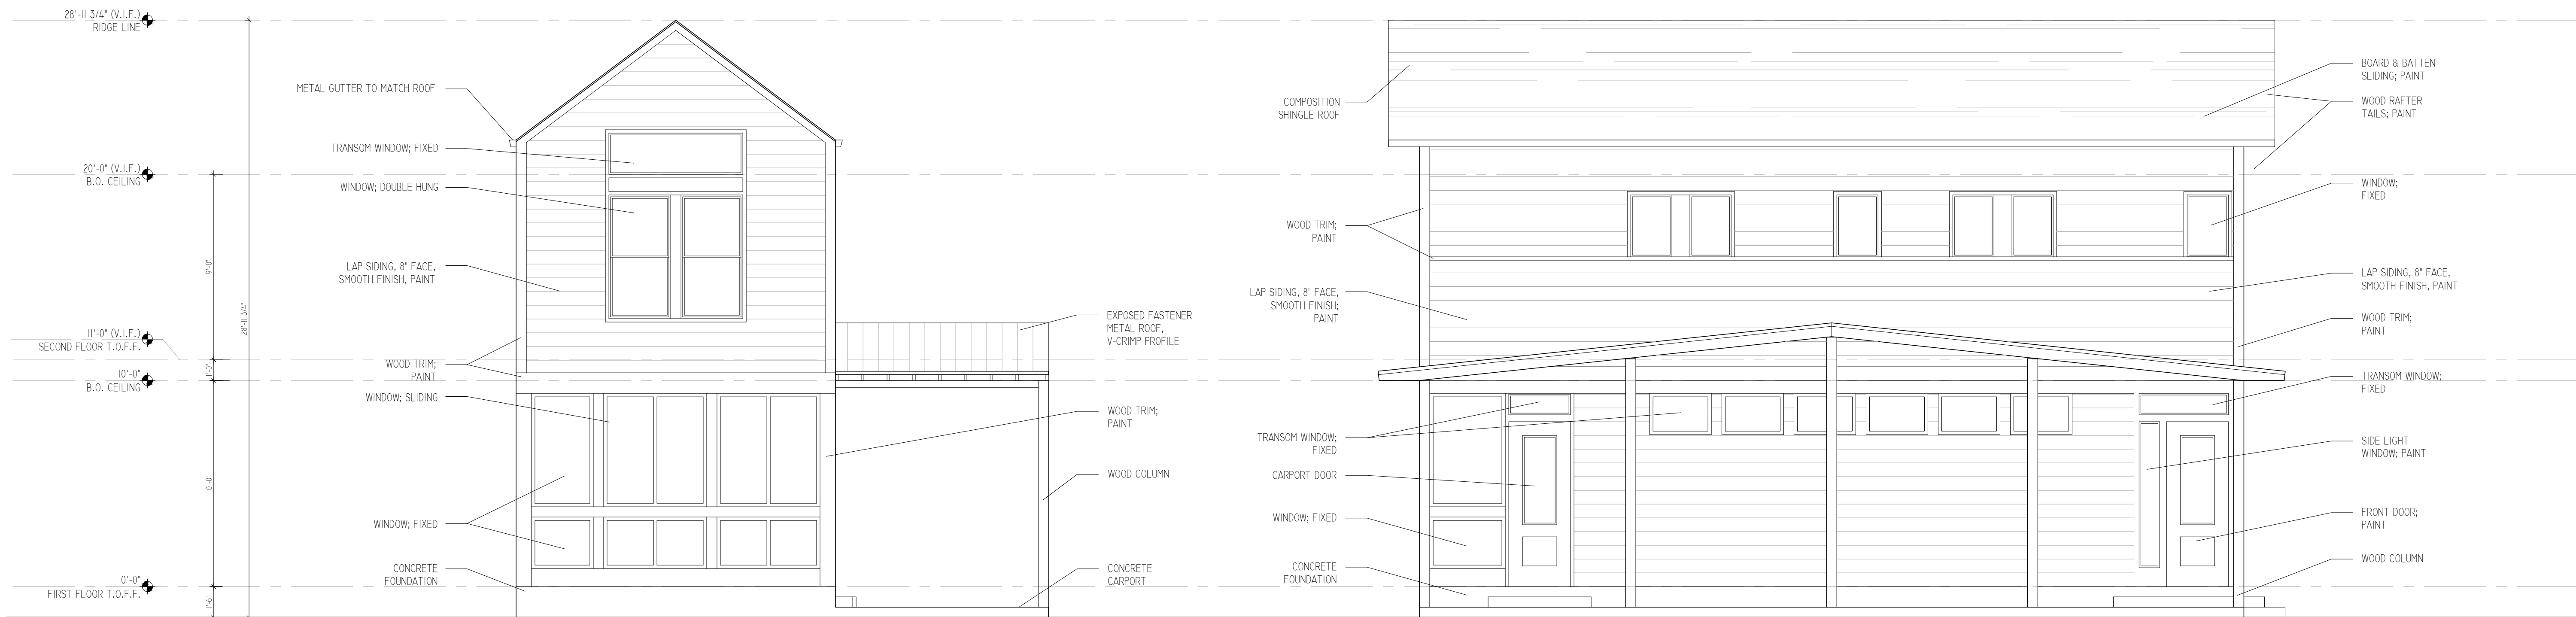 28'-11 3/4" (V.I.F.)
RIDGE LINE
20'-0" (V.I.F.)
B.O. CEILING
11'-0" (V.I.F.)
SECOND FLOOR T.O.F.F.
10'-0"
B.O. CEILING
0'-0"
FIRST FLOOR T.O.F.F.
9'-0"
1'-0"
10'-0"
1'-6"
28'-11 3/4"
METAL GUTTER TO MATCH ROOF
TRANSOM WINDOW; FIXED
WINDOW; DOUBLE HUNG
LAP SIDING, 8" FACE,
SMOOTH FINISH, PAINT
WOOD TRIM;
PAINT
WINDOW; SLIDING
WINDOW; FIXED
CONCRETE
FOUNDATION
EXPOSED FASTENER
METAL ROOF,
V-CRIMP PROFILE
WOOD TRIM;
PAINT
WOOD COLUMN
CONCRETE
CARPORT
COMPOSITION
SHINGLE ROOF
WOOD TRIM;
PAINT
LAP SIDING, 8" FACE,
SMOOTH FINISH;
PAINT
TRANSOM WINDOW;
FIXED
CARPORT DOOR
WINDOW; FIXED
CONCRETE
FOUNDATION
BOARD & BATTEN
SLIDING; PAINT
WOOD RAFTER
TAILS; PAINT
WINDOW;
FIXED
LAP SIDING, 8" FACE,
SMOOTH FINISH, PAINT
WOOD TRIM;
PAINT
TRANSOM WINDOW;
FIXED
SIDE LIGHT
WINDOW; PAINT
FRONT DOOR;
PAINT
WOOD COLUMN